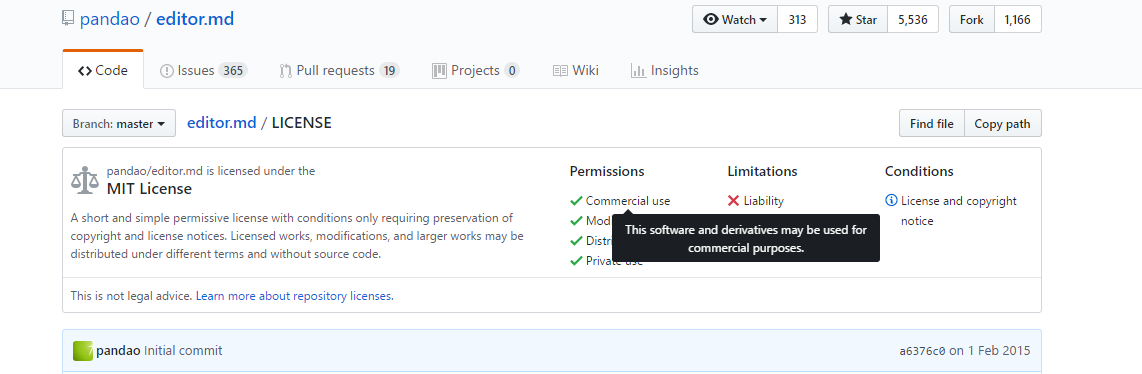 pandao / editor.md
Watch 313 Star 5,536 Fork 1,166
Code Issues 365 Pull requests 19 Projects 0 Wiki Insights
Branch: master editor.md / LICENSE Find file Copy path
pandao/editor.md is licensed under the
MIT License
A short and simple permissive license with conditions only requiring preservation of
copyright and license notices. Licensed works, modifications, and larger works may be
distributed under different terms and without source code.
Permissions
Commercial use
Private use
Limitations
Liability
Conditions
License and copyright
notice
This software and derivatives may be used for
commercial purposes.
This is not legal advice. Learn more about repository licenses.
pandao Initial commit a6376c0 on 1 Feb 2015